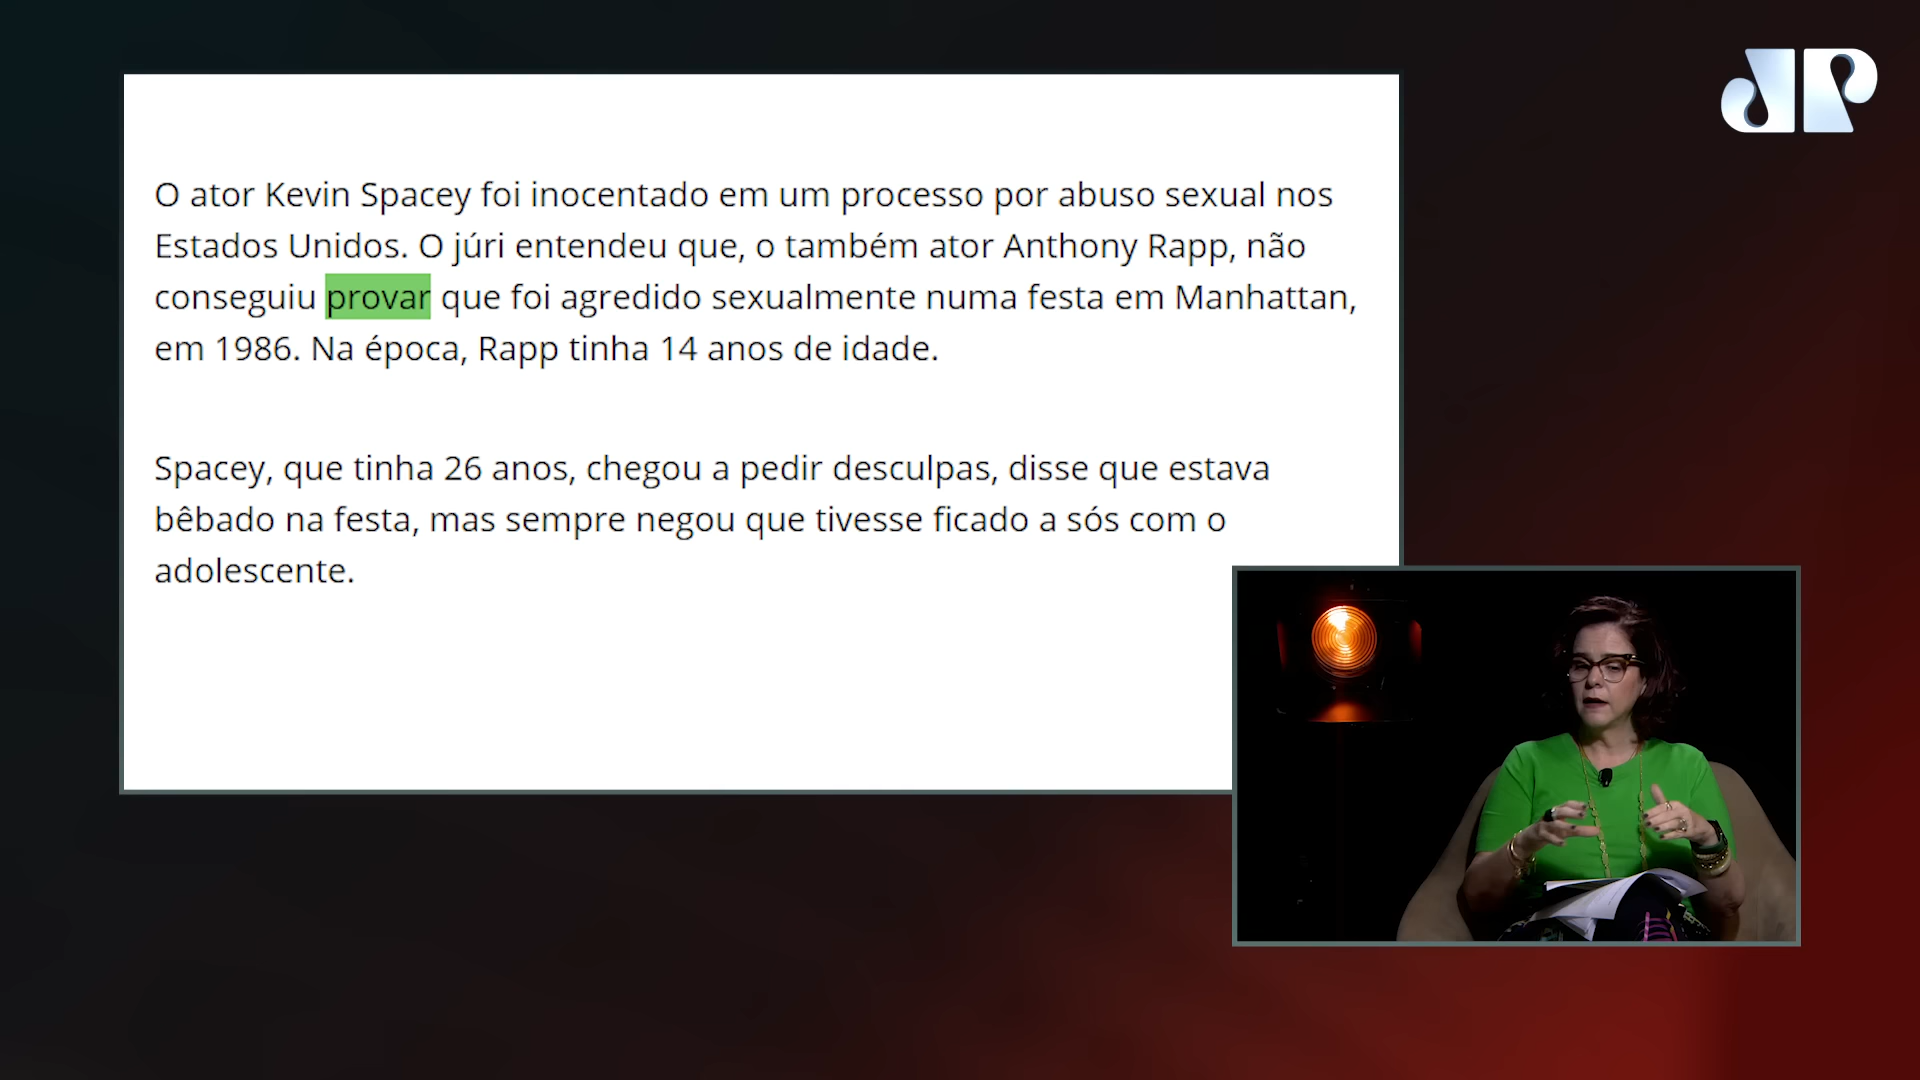 JP
O ator Kevin Spacey foi inocentado em um processo por abuso sexual nos
Estados Unidos. O júri entendeu que, o também ator Anthony Rapp, não
conseguiu provar que foi agredido sexualmente numa festa em Manhattan,
em 1986. Na época, Rapp tinha 14 anos de idade.
Spacey, que tinha 26 anos, chegou a pedir desculpas, disse que estava
bêbado na festa, mas sempre negou que tivesse ficado a sós com o
adolescente.